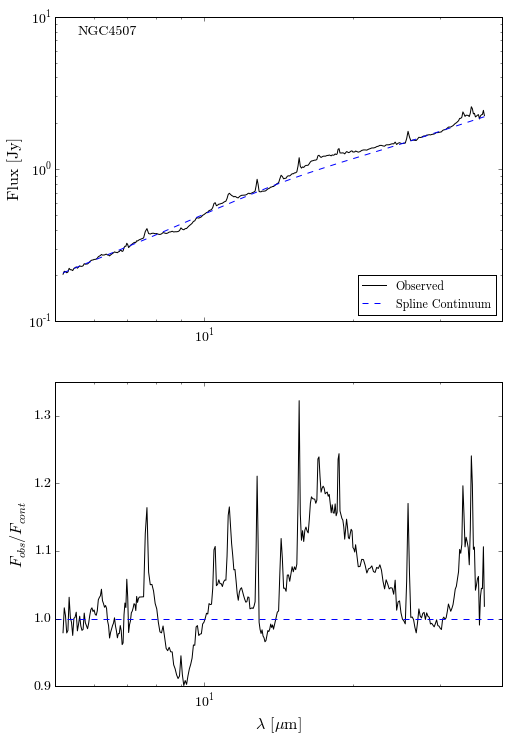 NGC4507
10^1
10^0
10^-1
Flux [Jy]
Observed
Spline Continuum
10^1
1.3
1.2
1.1
1.0
0.9
F_obs/F_cont
10^1
λ [μm]